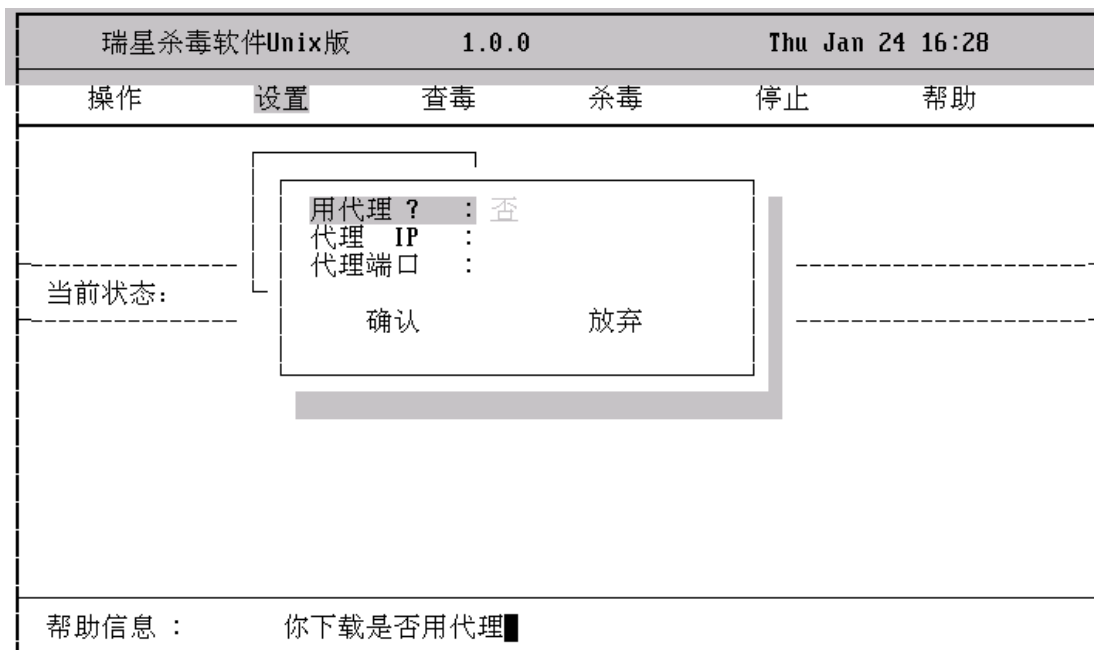 瑞星杀毒软件Unix版 1.0.0 Thu Jan 24 16:28
操作 设置 查毒 杀毒 停止 帮助
用代理 ? : 否
代理 IP :
代理端口 :
当前状态:
确认 放弃
帮助信息 : 你下载是否用代理